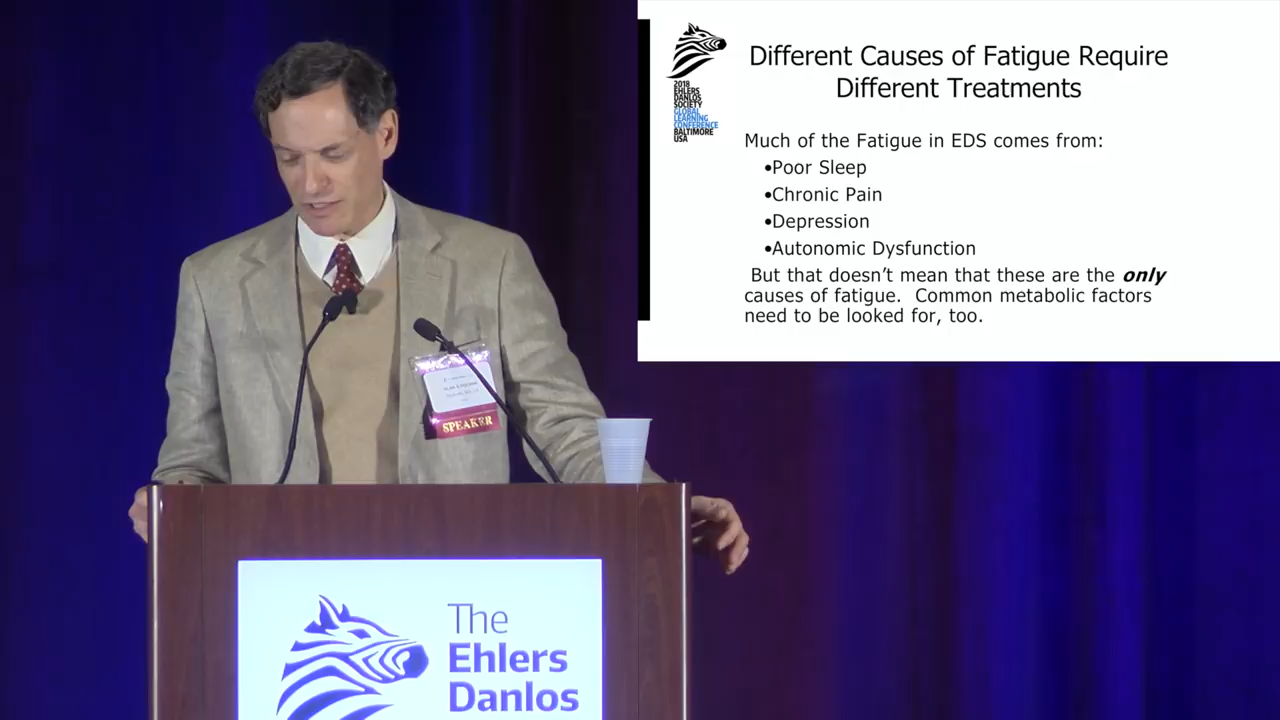 Different Causes of Fatigue Require
Different Treatments
2018
EHLERS
DANLOS
SOCIETY
GLOBAL
LEARNING
CONFERENCE
BALTIMORE
USA
Much of the Fatigue in EDS comes from:
•Poor Sleep
•Chronic Pain
•Depression
•Autonomic Dysfunction
But that doesn’t mean that these are the only
causes of fatigue. Common metabolic factors
need to be looked for, too.
SPEAKER
The
Ehlers
Danlos